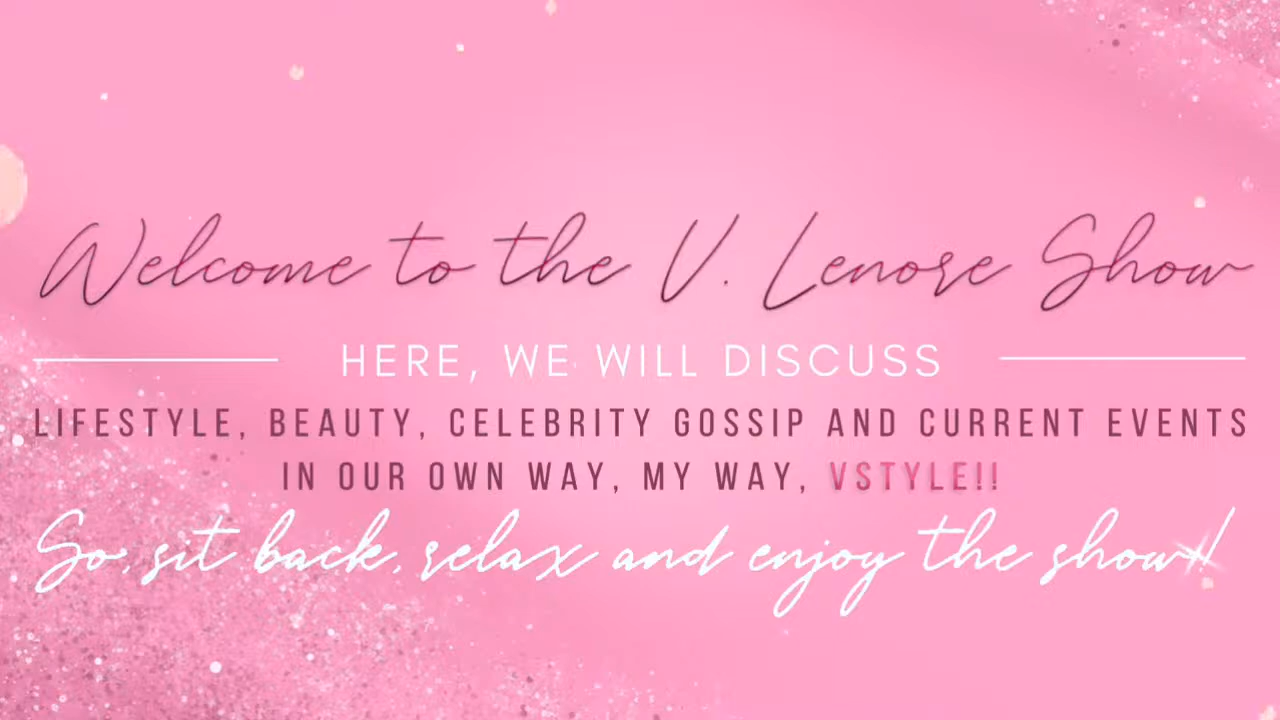 Welcome to the V. Lenore Show
HERE, WE WILL DISCUSS
LIFESTYLE, BEAUTY, CELEBRITY GOSSIP AND CURRENT EVENTS
IN OUR OWN WAY, MY WAY, VSTYLE!!
So, sit back, relax and enjoy the show!!